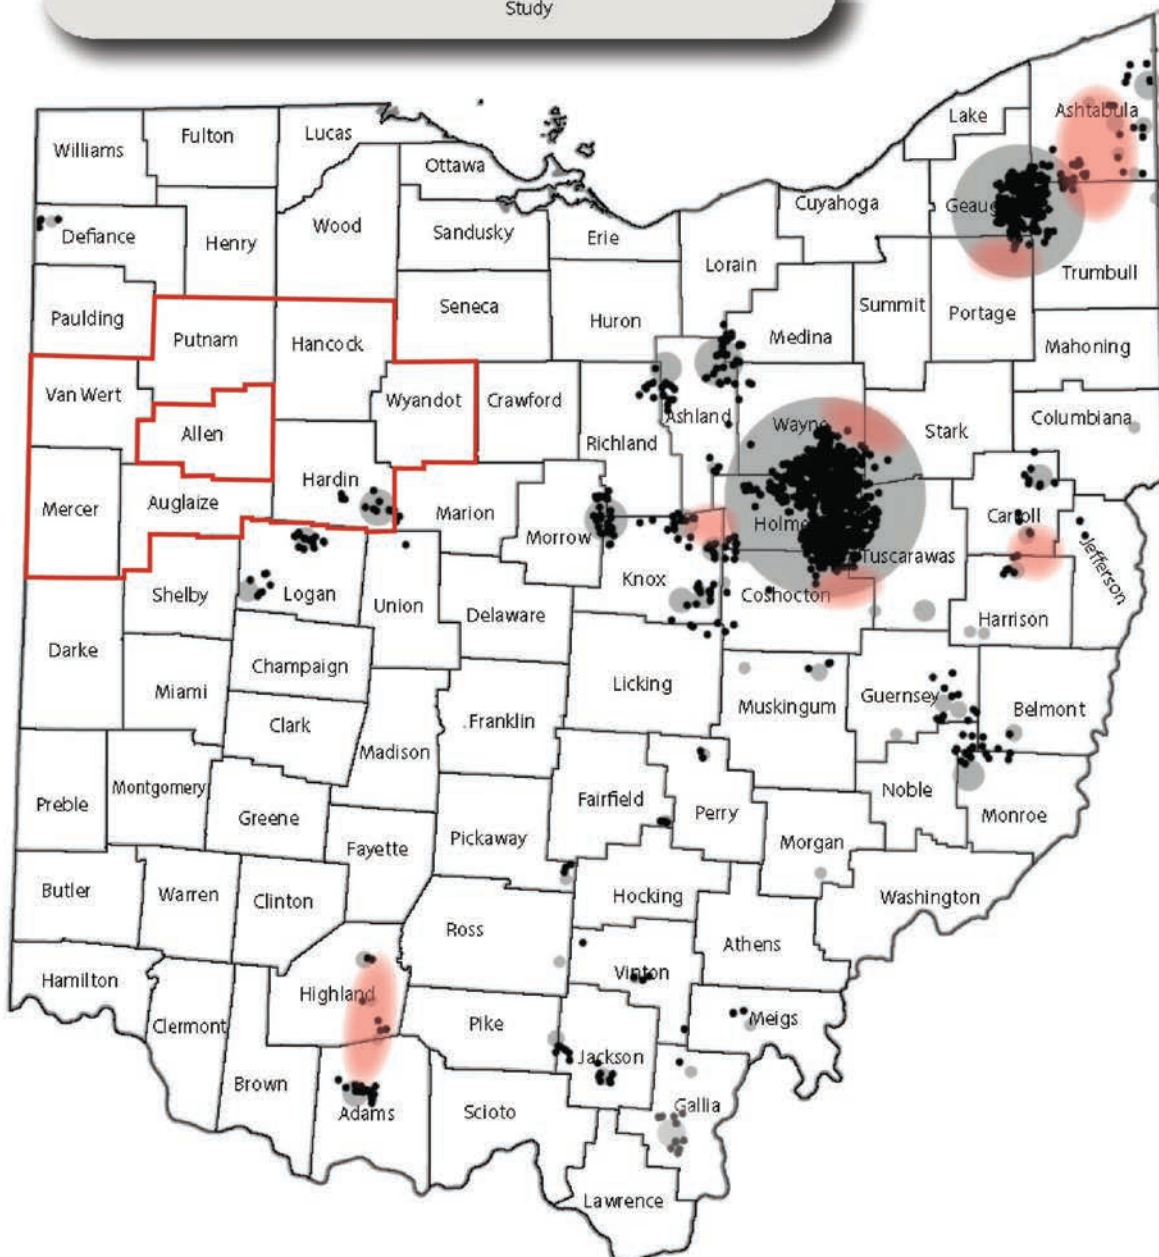 Study
Lake
Ashtabula
Fulton
Lucas
Williams
Ottawa
Geaug
Cuyahoga
Wood
Sandusky
Erie
Defiance
Henry
Lorain
Trumbull
Seneca
Summit
Portage
Paulding
Huron
Putnam
Hancock
Medina
Mahoning
Van Wert
Wyandot
Crawford
Ashland
Columbiana
Allen
Wayne
Stark
Richland
Hardin
Mercer
Auglaize
Marion
Carroll
Holme
Morrow
Tuscarawas
Jefferson
Knox
Shelby
Logan
Coshocton
Union
Delaware
Harrison
Darke
Champaign
Licking
Miami
Guernsey
Muskingum
Belmont
Franklin
Clark
Madison
Montgomery
Noble
Fairfield
Preble
Perry
Monroe
Greene
Pickaway
Morgan
Fayette
Butler
Warren
Hocking
Washington
Clinton
Ross
Athens
Vinton
Hamilton
Highland
Meigs
Pike
Clermont
Jackson
Brown
Gallia
Adams
Scioto
Lawrence